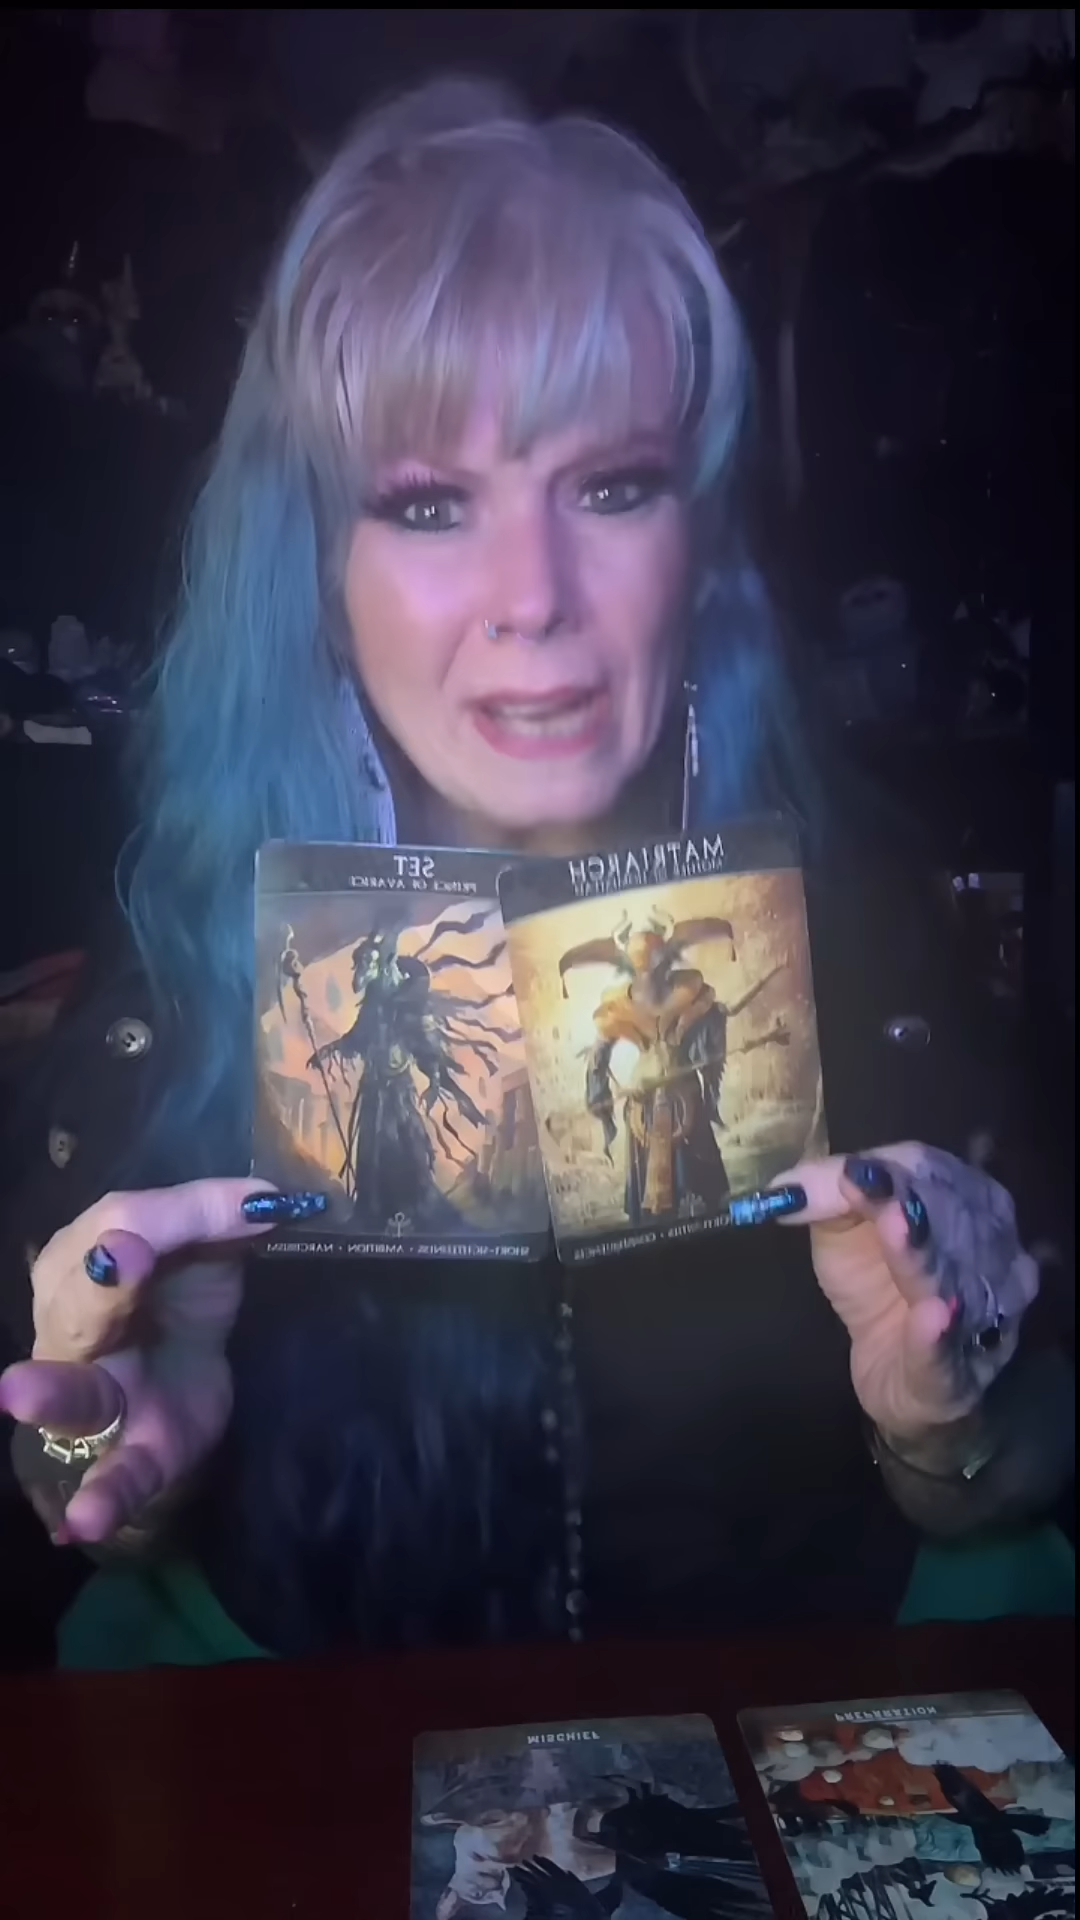 SET
PRINCE OF AVARICE
SHORT-SIGHTEDNESS • AMBITION • NARCISSISM
MATRIARCH
MISCHIEF
PREPARATION